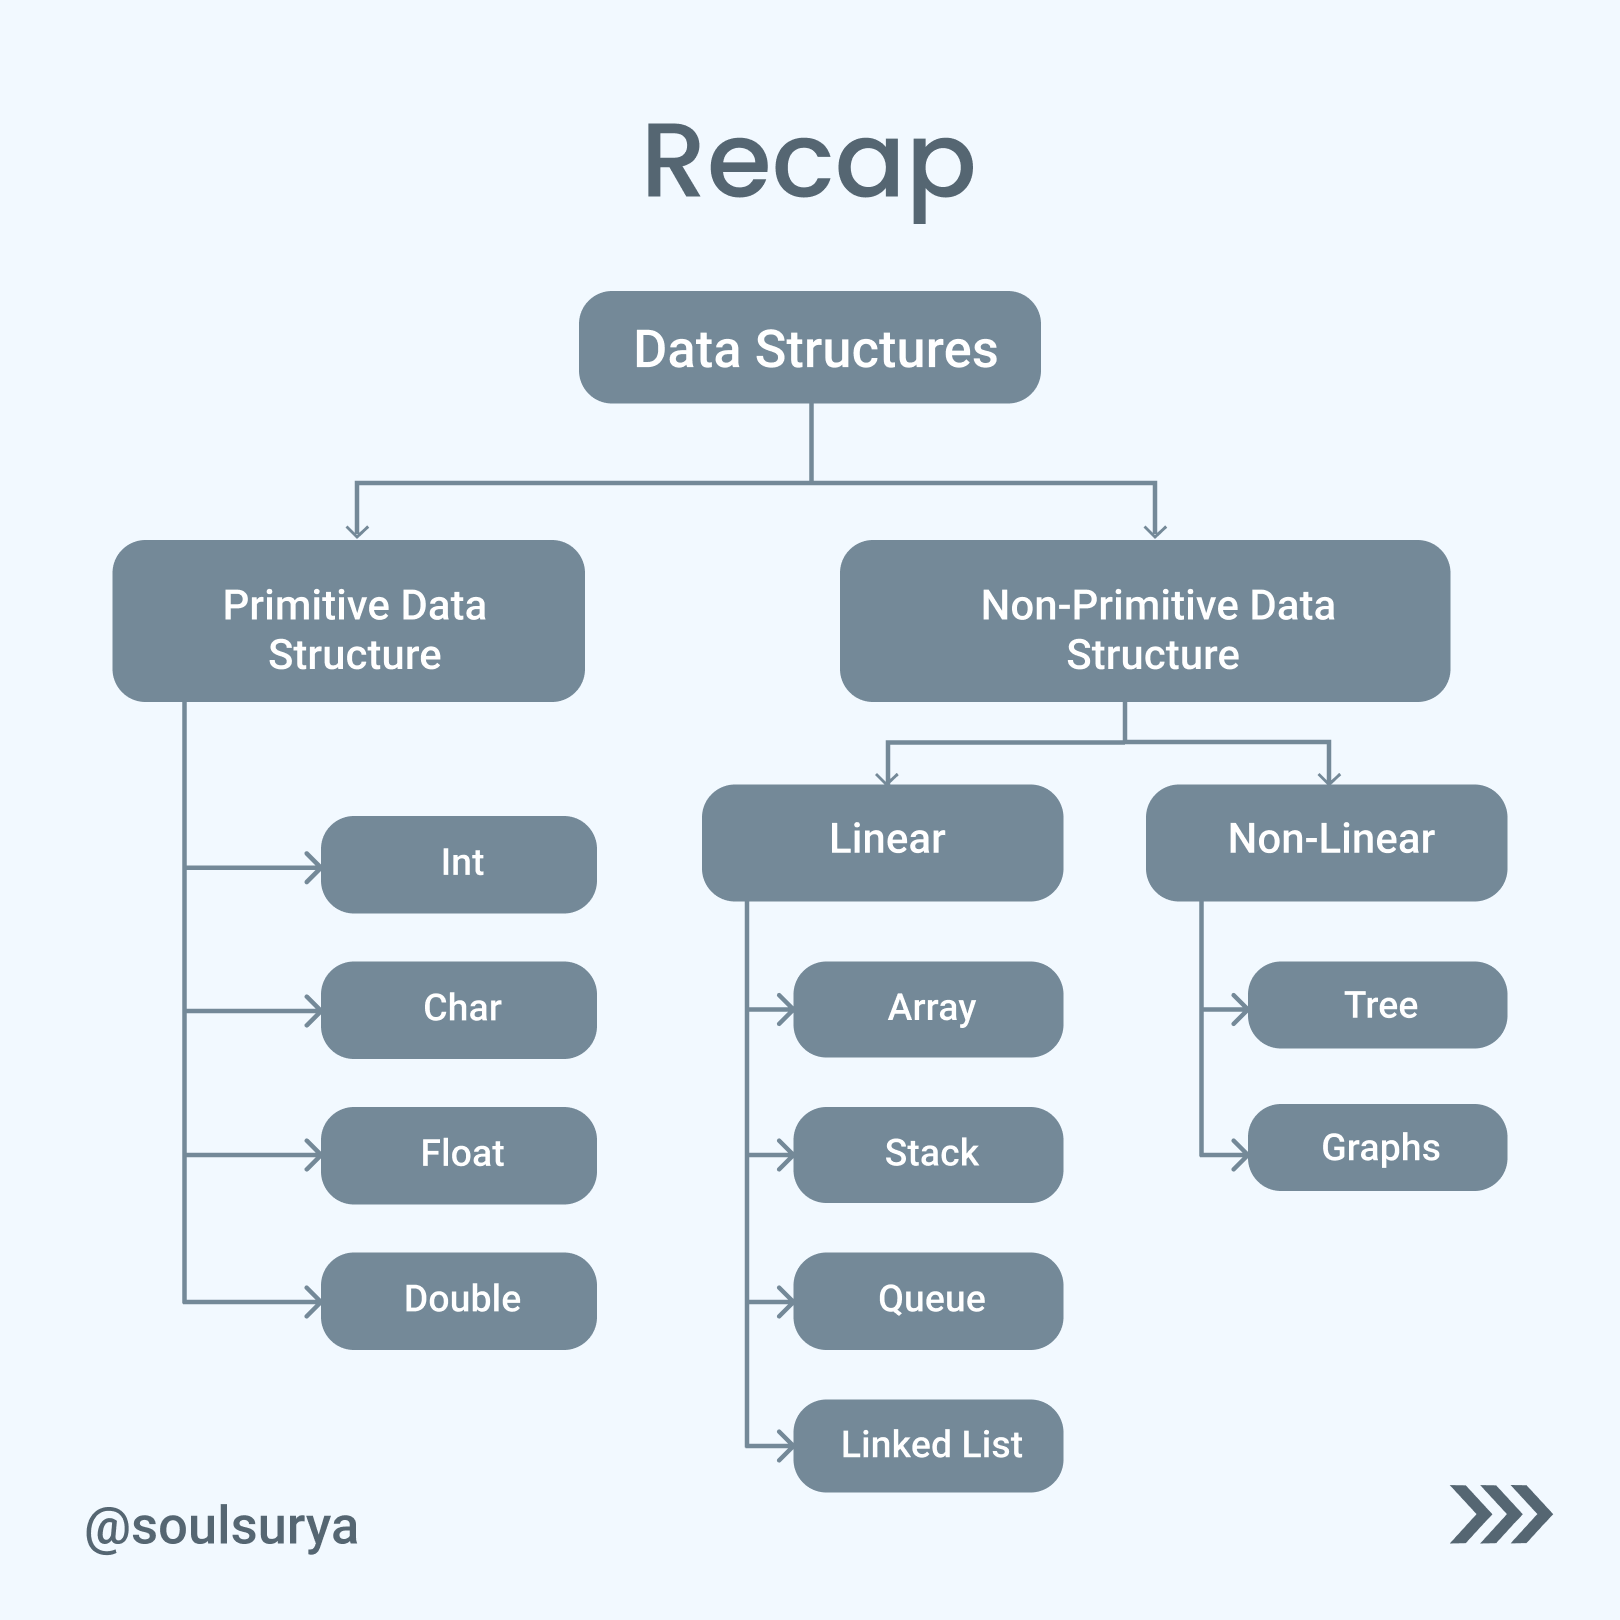 Recap
Data Structures
Primitive Data
Structure
Non-Primitive Data
Structure
Int
Char
Float
Double
Linear
Array
Stack
Queue
Linked List
Non-Linear
Tree
Graphs
@soulsurya